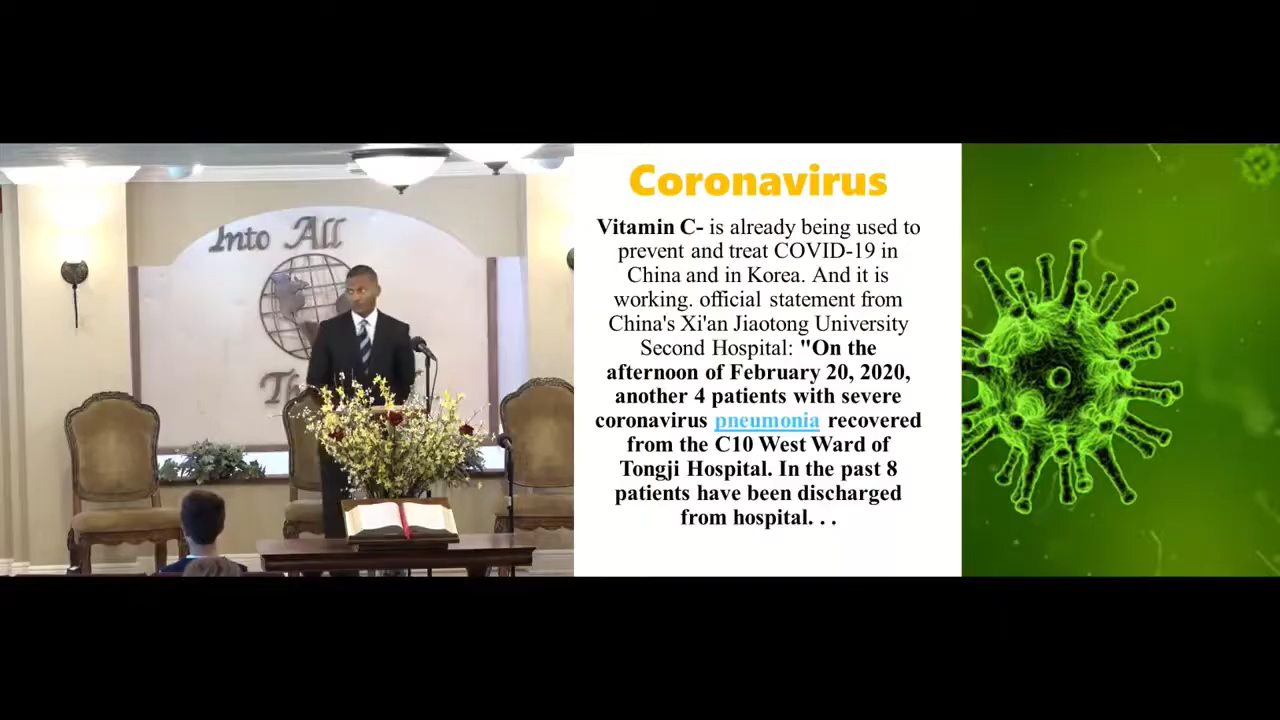 Into All
Th
Coronavirus
Vitamin C- is already being used to
prevent and treat COVID-19 in
China and in Korea. And it is
working. official statement from
China's Xi'an Jiaotong University
Second Hospital: "On the
afternoon of February 20, 2020,
another 4 patients with severe
coronavirus pneumonia recovered
from the C10 West Ward of
Tongji Hospital. In the past 8
patients have been discharged
from hospital. . .